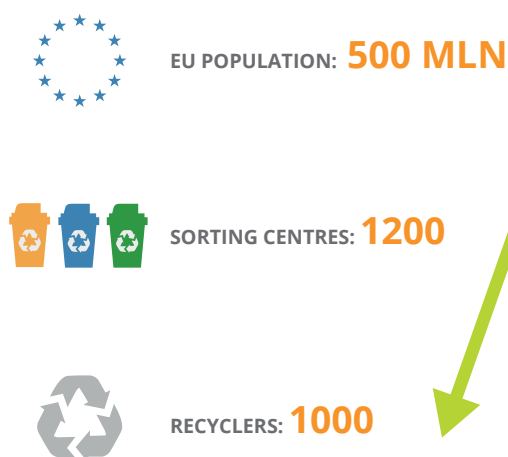 EU POPULATION: 500 MLN
SORTING CENTRES: 1200
RECYCLERS: 1000